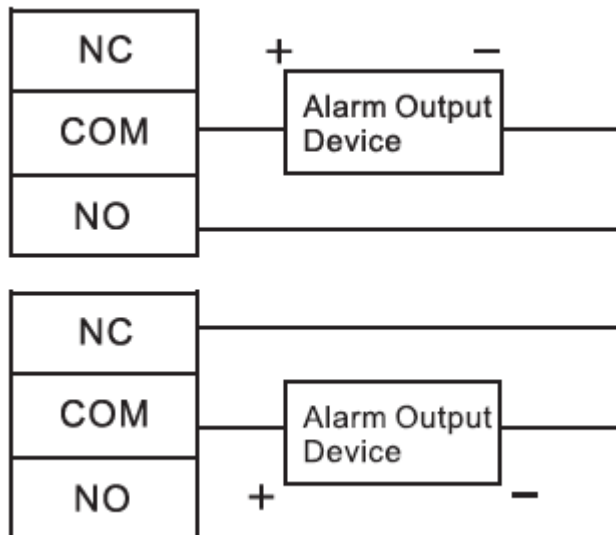 NC
+ −
Alarm Output
COM
Device
NO
NC
COM
Alarm Output
Device
NO
+ −